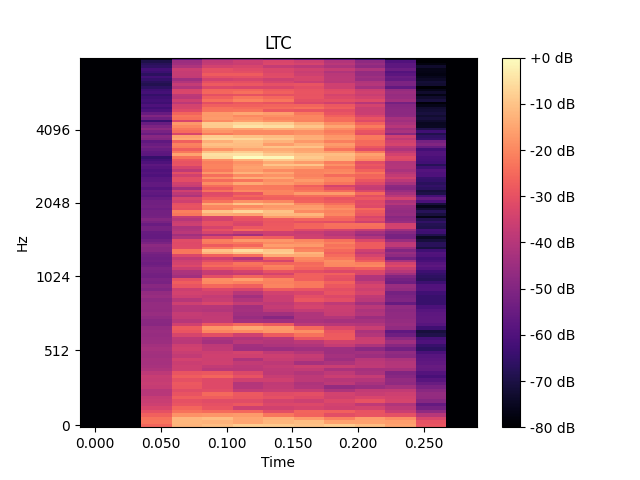 LTC
+0 dB
4096
-10 dB
-20 dB
2048
-30 dB
Hz
-40 dB
1024
-50 dB
512
-60 dB
-70 dB
0
-80 dB
0.000
0.050
0.100
0.150
0.200
0.250
Time